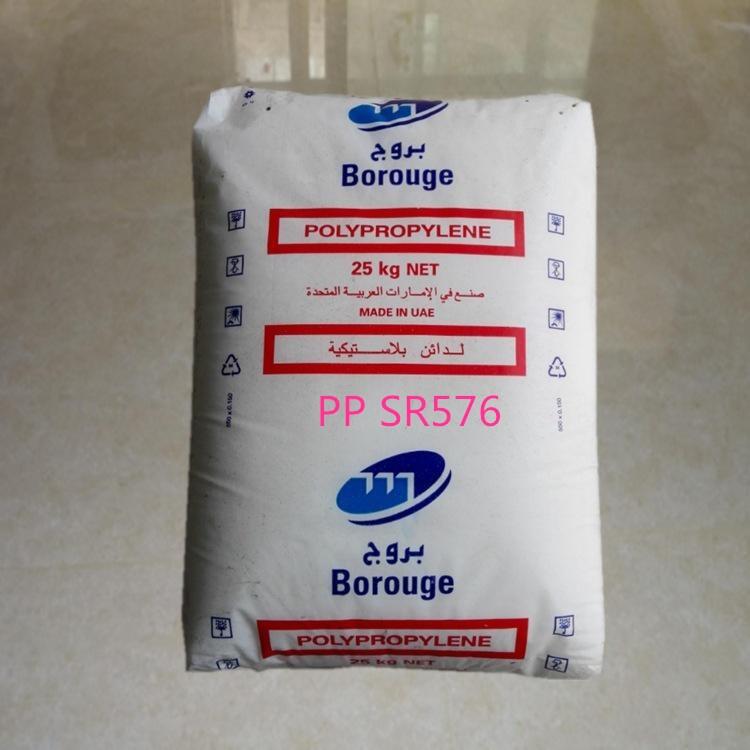 بروج
Borouge
POLYPROPYLENE
25 kg NET
صنع في الإمارات العربية المتحدة
MADE IN UAE
لدائن بلاستيكية
PP SR576
بروج
Borouge
POLYPROPYLENE
25 kg NET